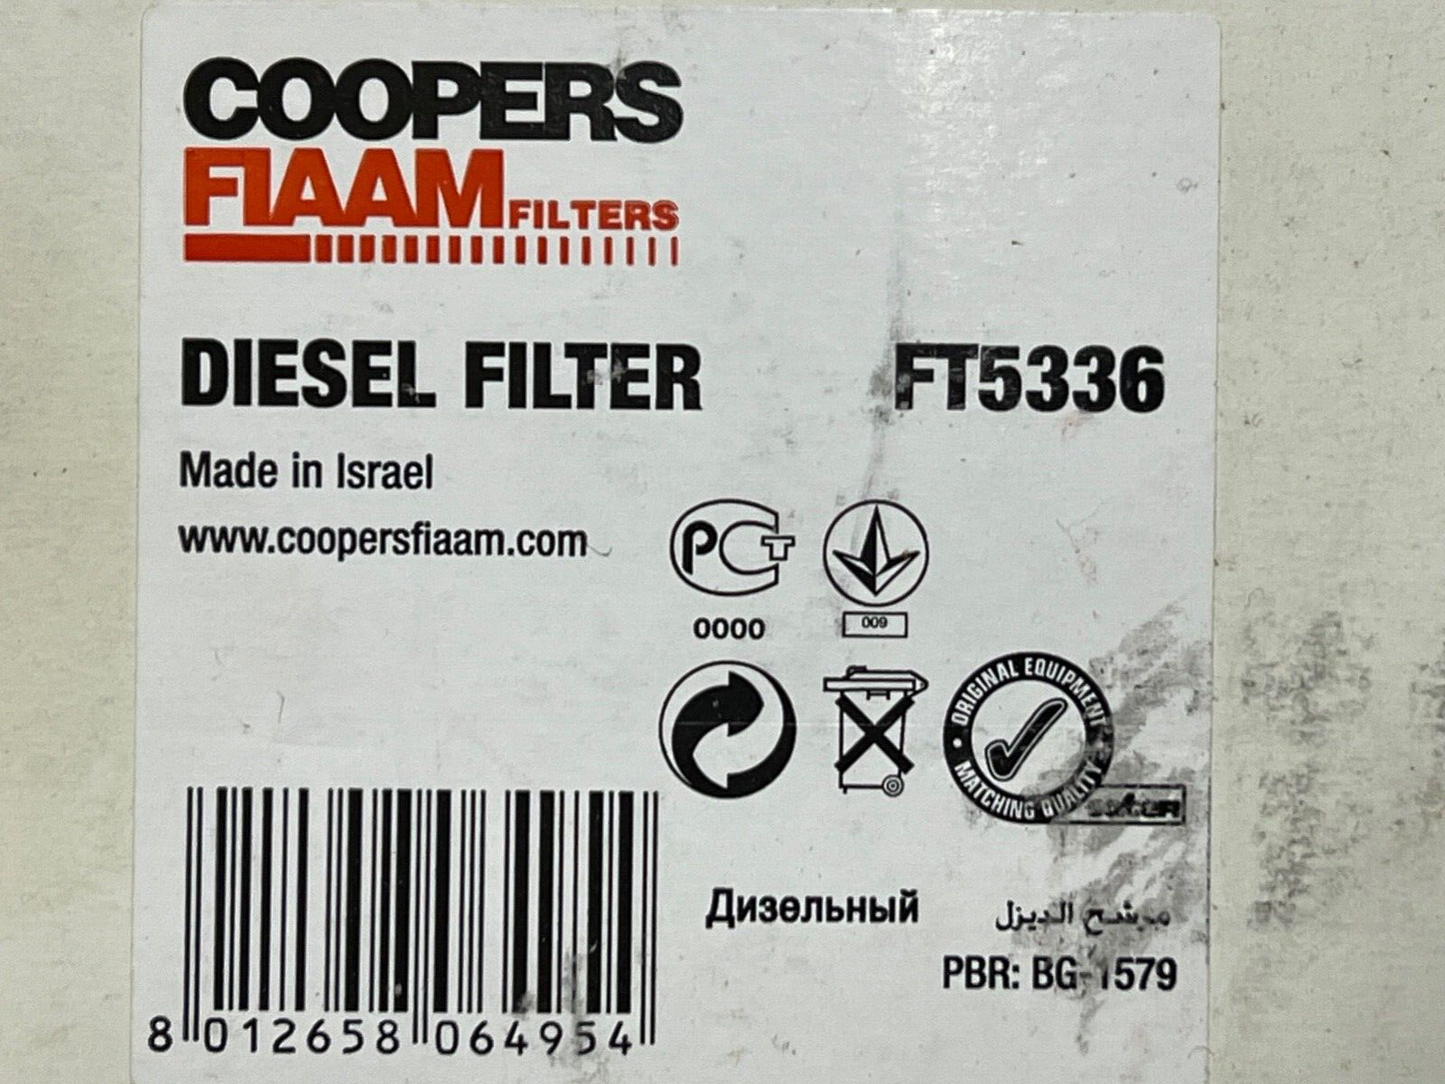 COOPERS
FIAAM FILTERS
DIESEL FILTER FT5336
Made in Israel
www.coopersfiaam.com
PCT
0000
009
ORIGINAL EQUIPMENT
MATCHING QUALITY
Дизельный
مرشح الديزل
PBR: BG-1579
8 012658 064954